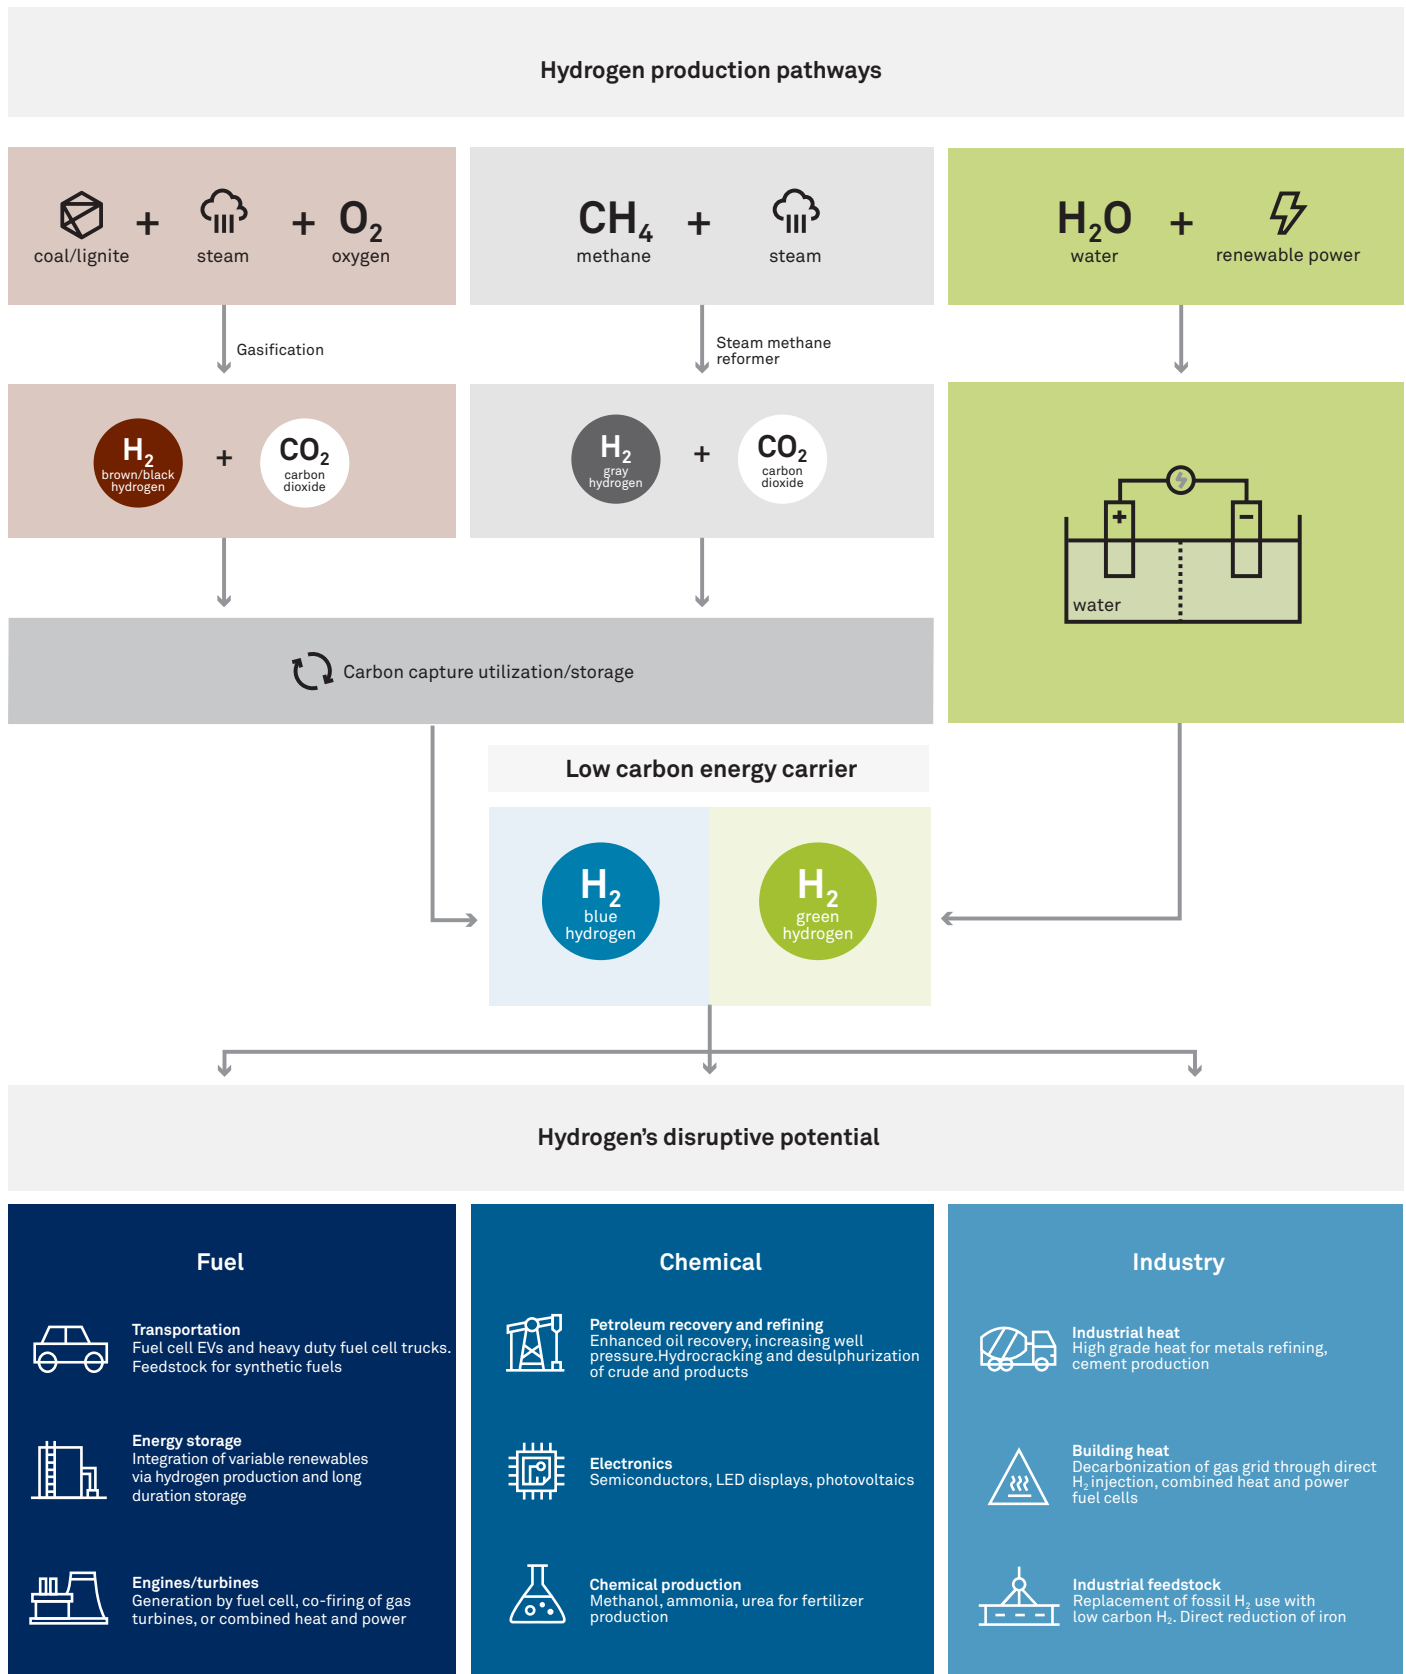 Hydrogen production pathways
coal/lignite
+
steam
+
O₂
oxygen
CH₄
methane
+
steam
H₂O
water
+
renewable power
Gasification
Steam methane
reformer
H₂
brown/black
hydrogen
+
CO₂
carbon
dioxide
H₂
gray
hydrogen
+
CO₂
carbon
dioxide
+
−
water
Carbon capture utilization/storage
Low carbon energy carrier
H₂
blue
hydrogen
H₂
green
hydrogen
Hydrogen’s disruptive potential
Fuel
Transportation
Fuel cell EVs and heavy duty fuel cell trucks.
Feedstock for synthetic fuels
Energy storage
Integration of variable renewables
via hydrogen production and long
duration storage
Engines/turbines
Generation by fuel cell, co-firing of gas
turbines, or combined heat and power
Chemical
Petroleum recovery and refining
Enhanced oil recovery, increasing well
pressure.Hydrocracking and desulphurization
of crude and products
Electronics
Semiconductors, LED displays, photovoltaics
Chemical production
Methanol, ammonia, urea for fertilizer
production
Industry
Industrial heat
High grade heat for metals refining,
cement production
Building heat
Decarbonization of gas grid through direct
H₂ injection, combined heat and power
fuel cells
Industrial feedstock
Replacement of fossil H₂ use with
low carbon H₂. Direct reduction of iron